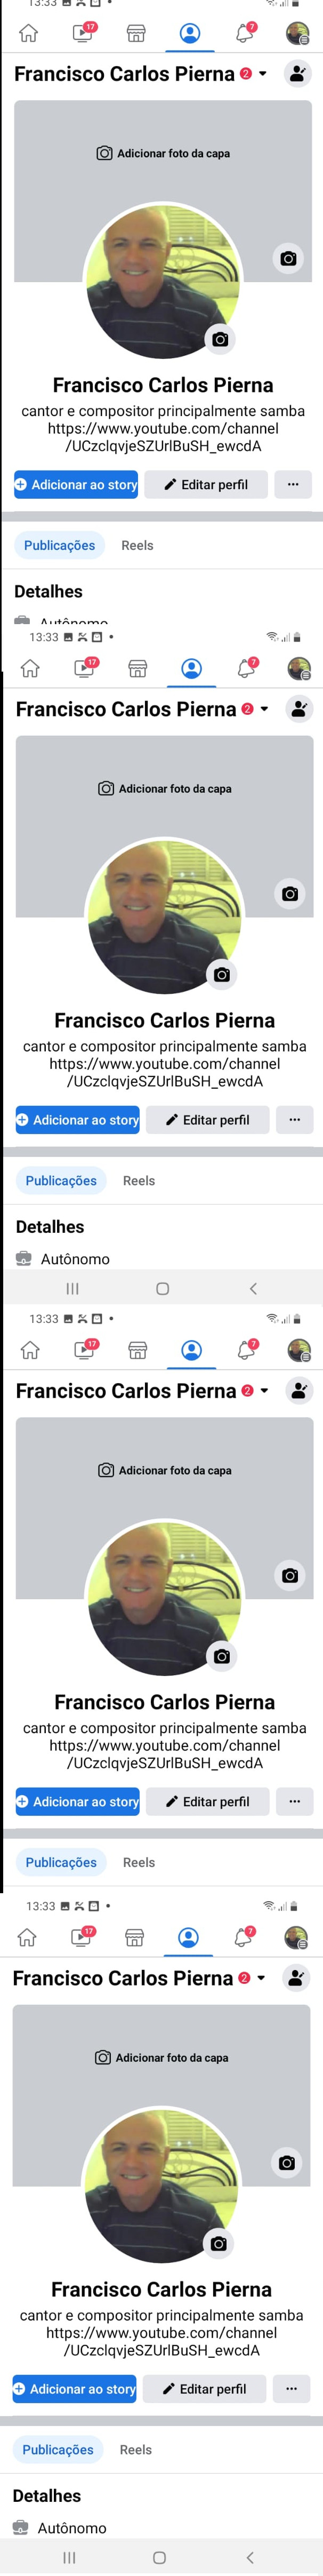 13:33
17
7
Francisco Carlos Pierna 2
Adicionar foto da capa
Francisco Carlos Pierna
cantor e compositor principalmente samba
https://www.youtube.com/channel
/UCzclqvjeSZUrlBuSH_ewcdA
Adicionar ao story
Editar perfil
...
Publicações
Reels
Detalhes
Autônomo
13:33
17
7
Francisco Carlos Pierna 2
Adicionar foto da capa
Francisco Carlos Pierna
cantor e compositor principalmente samba
https://www.youtube.com/channel
/UCzclqvjeSZUrlBuSH_ewcdA
Adicionar ao story
Editar perfil
...
Publicações
Reels
Detalhes
Autônomo
13:33
17
7
Francisco Carlos Pierna 2
Adicionar foto da capa
Francisco Carlos Pierna
cantor e compositor principalmente samba
https://www.youtube.com/channel
/UCzclqvjeSZUrlBuSH_ewcdA
Adicionar ao story
Editar perfil
...
Publicações
Reels
13:33
17
7
Francisco Carlos Pierna 2
Adicionar foto da capa
Francisco Carlos Pierna
cantor e compositor principalmente samba
https://www.youtube.com/channel
/UCzclqvjeSZUrlBuSH_ewcdA
Adicionar ao story
Editar perfil
...
Publicações
Reels
Detalhes
Autônomo